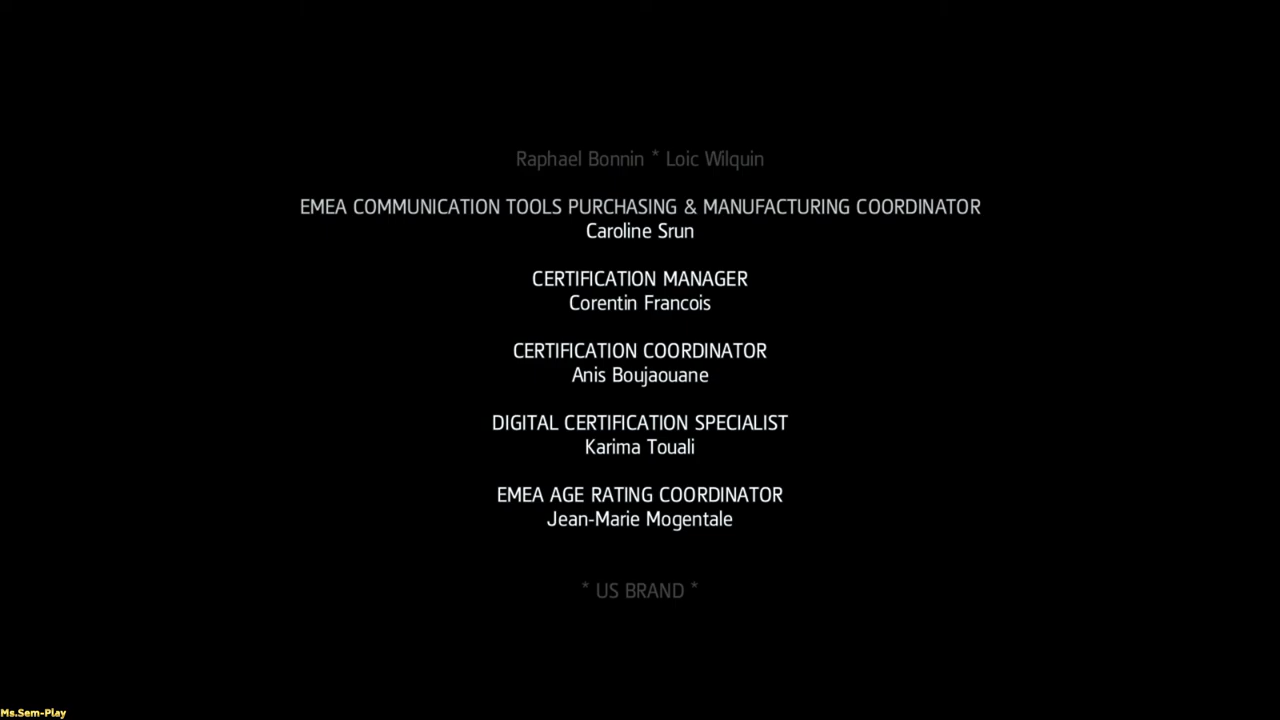 Raphael Bonnin * Loic Wilquin
EMEA COMMUNICATION TOOLS PURCHASING & MANUFACTURING COORDINATOR
Caroline Srun
CERTIFICATION MANAGER
Corentin Francois
CERTIFICATION COORDINATOR
Anis Boujaouane
DIGITAL CERTIFICATION SPECIALIST
Karima Touali
EMEA AGE RATING COORDINATOR
Jean-Marie Mogentale
* US BRAND *
Ms.Sem-Play